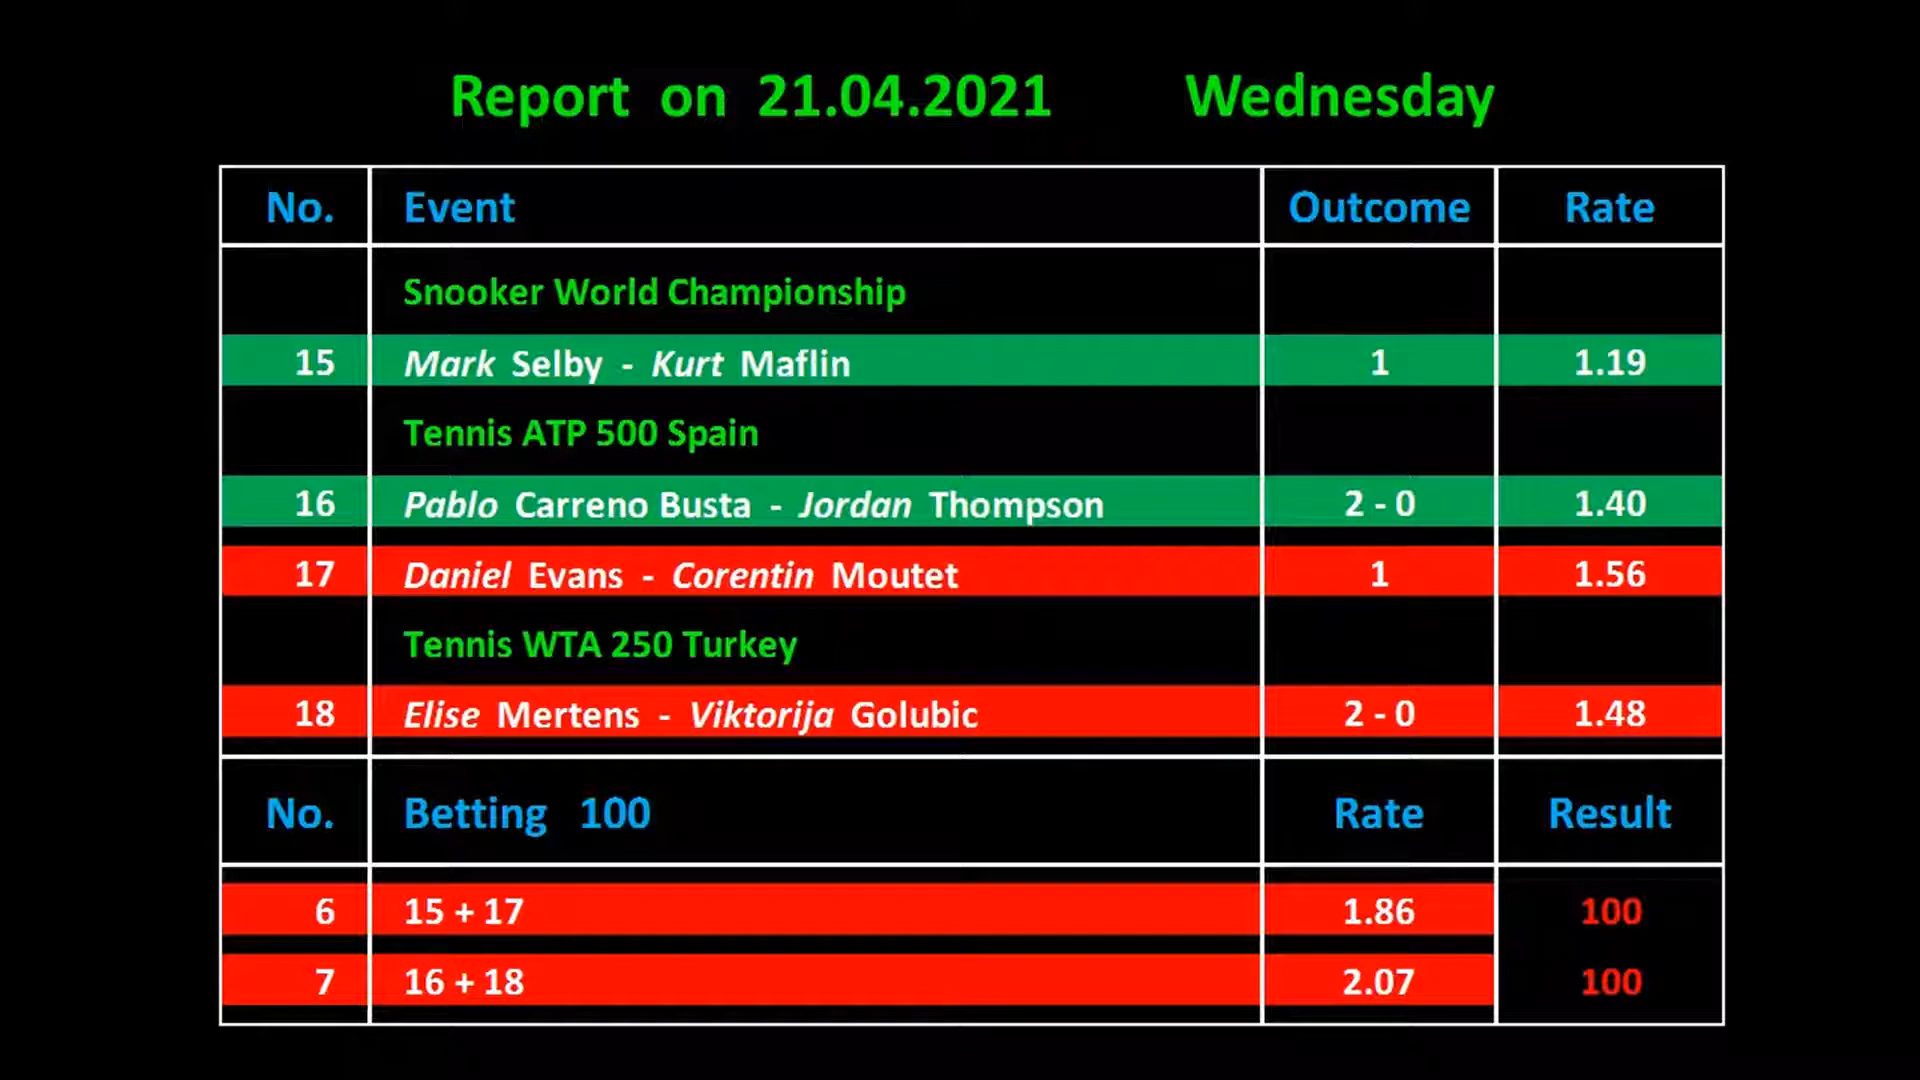 Report on 21.04.2021 Wednesday
No. Event Outcome Rate
Snooker World Championship
15 Mark Selby - Kurt Maflin 1 1.19
Tennis ATP 500 Spain
16 Pablo Carreno Busta - Jordan Thompson 2 - 0 1.40
17 Daniel Evans - Corentin Moutet 1 1.56
Tennis WTA 250 Turkey
18 Elise Mertens - Viktorija Golubic 2 - 0 1.48
No. Betting 100 Rate Result
6 15 + 17 1.86 100
7 16 + 18 2.07 100